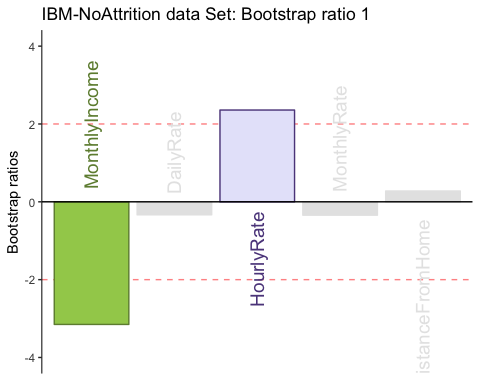 IBM-NoAttrition data Set: Bootstrap ratio 1
Bootstrap ratios
4
2
0
-2
-4
MonthlyIncome
DailyRate
HourlyRate
MonthlyRate
istanceFromHome